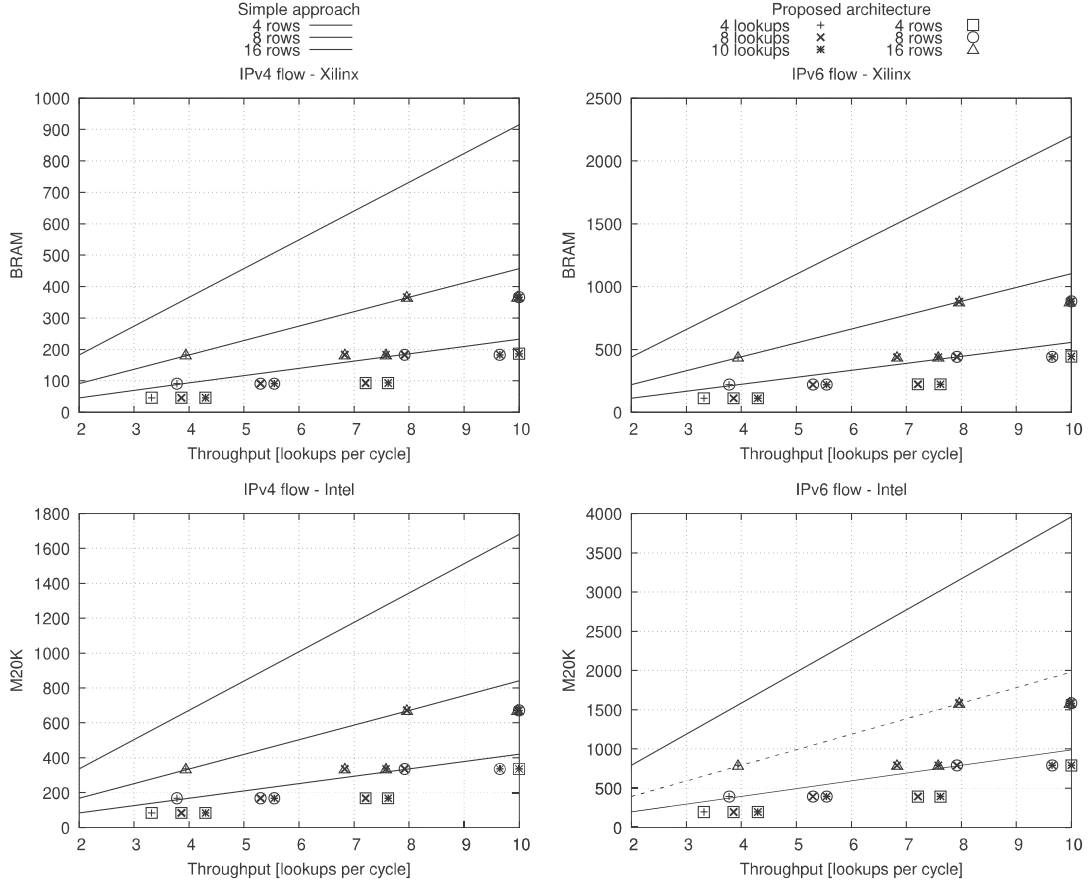 Simple approach
4 rows
8 rows
16 rows
Proposed architecture
4 lookups 4 rows
8 lookups 8 rows
10 lookups 16 rows
IPv4 flow - Xilinx
1000
900
800
700
600
500
400
300
200
100
0
BRAM
2 3 4 5 6 7 8 9 10
Throughput [lookups per cycle]
IPv6 flow - Xilinx
2500
2000
1500
1000
500
0
BRAM
2 3 4 5 6 7 8 9 10
Throughput [lookups per cycle]
IPv4 flow - Intel
1800
1600
1400
1200
1000
800
600
400
200
0
M20K
2 3 4 5 6 7 8 9 10
Throughput [lookups per cycle]
IPv6 flow - Intel
4000
3500
3000
2500
2000
1500
1000
500
0
M20K
2 3 4 5 6 7 8 9 10
Throughput [lookups per cycle]